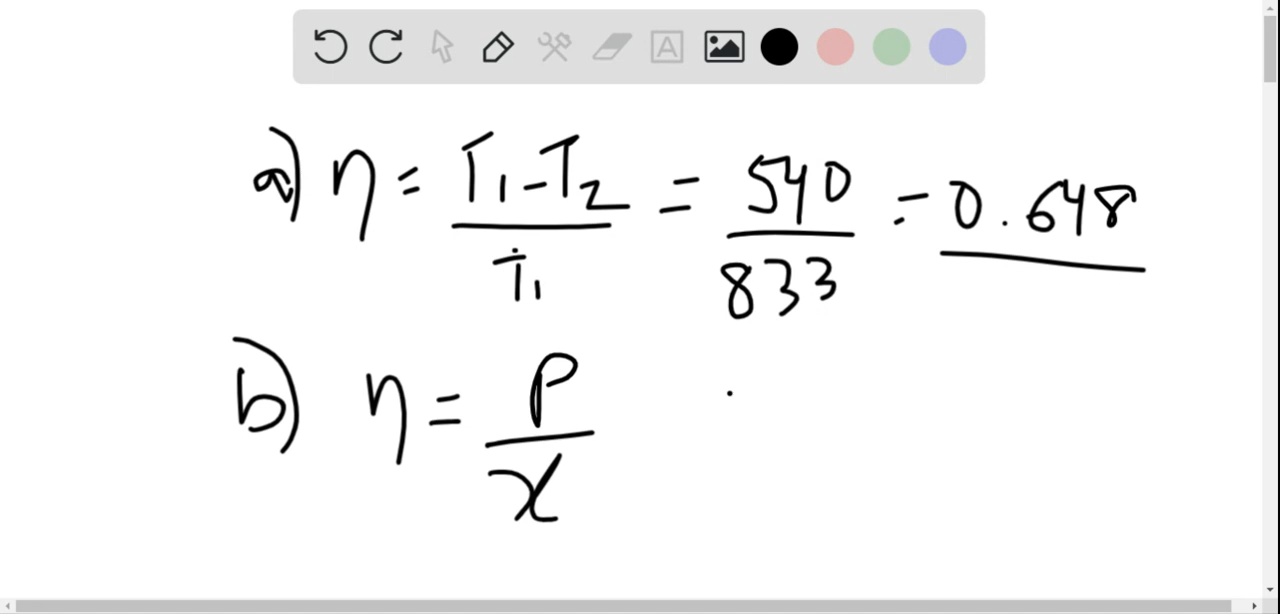 a) η = T₁-T₂ / T₁ = 540 / 833 = 0.648
b) η = P / x